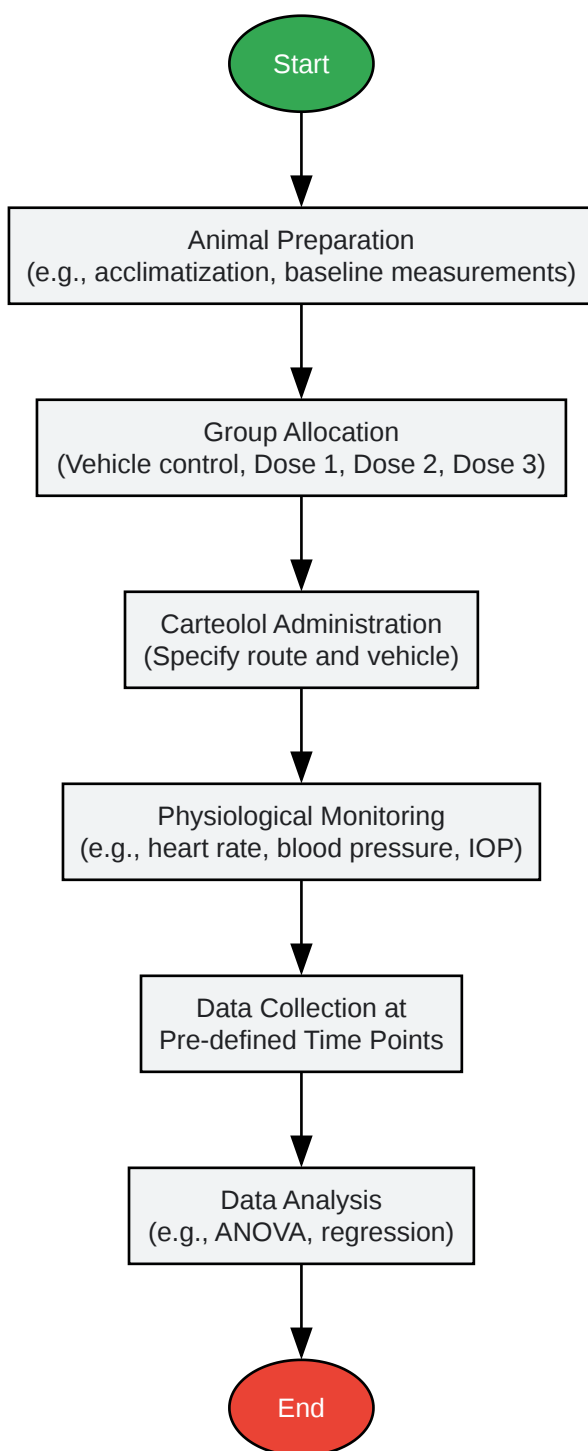 Start
Animal Preparation
(e.g., acclimatization, baseline measurements)
Group Allocation
(Vehicle control, Dose 1, Dose 2, Dose 3)
Carteolol Administration
(Specify route and vehicle)
Physiological Monitoring
(e.g., heart rate, blood pressure, IOP)
Data Collection at
Pre-defined Time Points
Data Analysis
(e.g., ANOVA, regression)
End